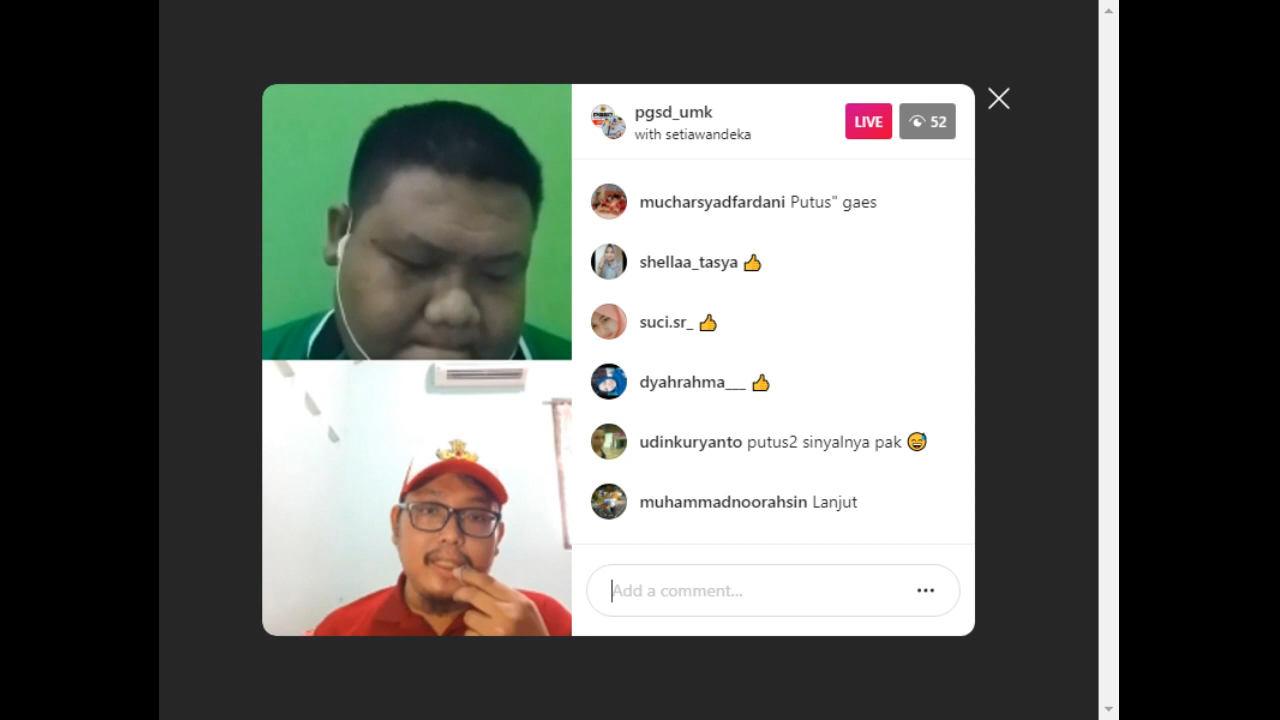 pgsd_umk
with setiawandeka
LIVE
52
mucharsyadfardani Putus" gaes
shellaa_tasya 👍
suci.sr_ 👍
dyahrahma___ 👍
udinkuryanto putus2 sinyalnya pak 😅
muhammadnoorahsin Lanjut
Add a comment...